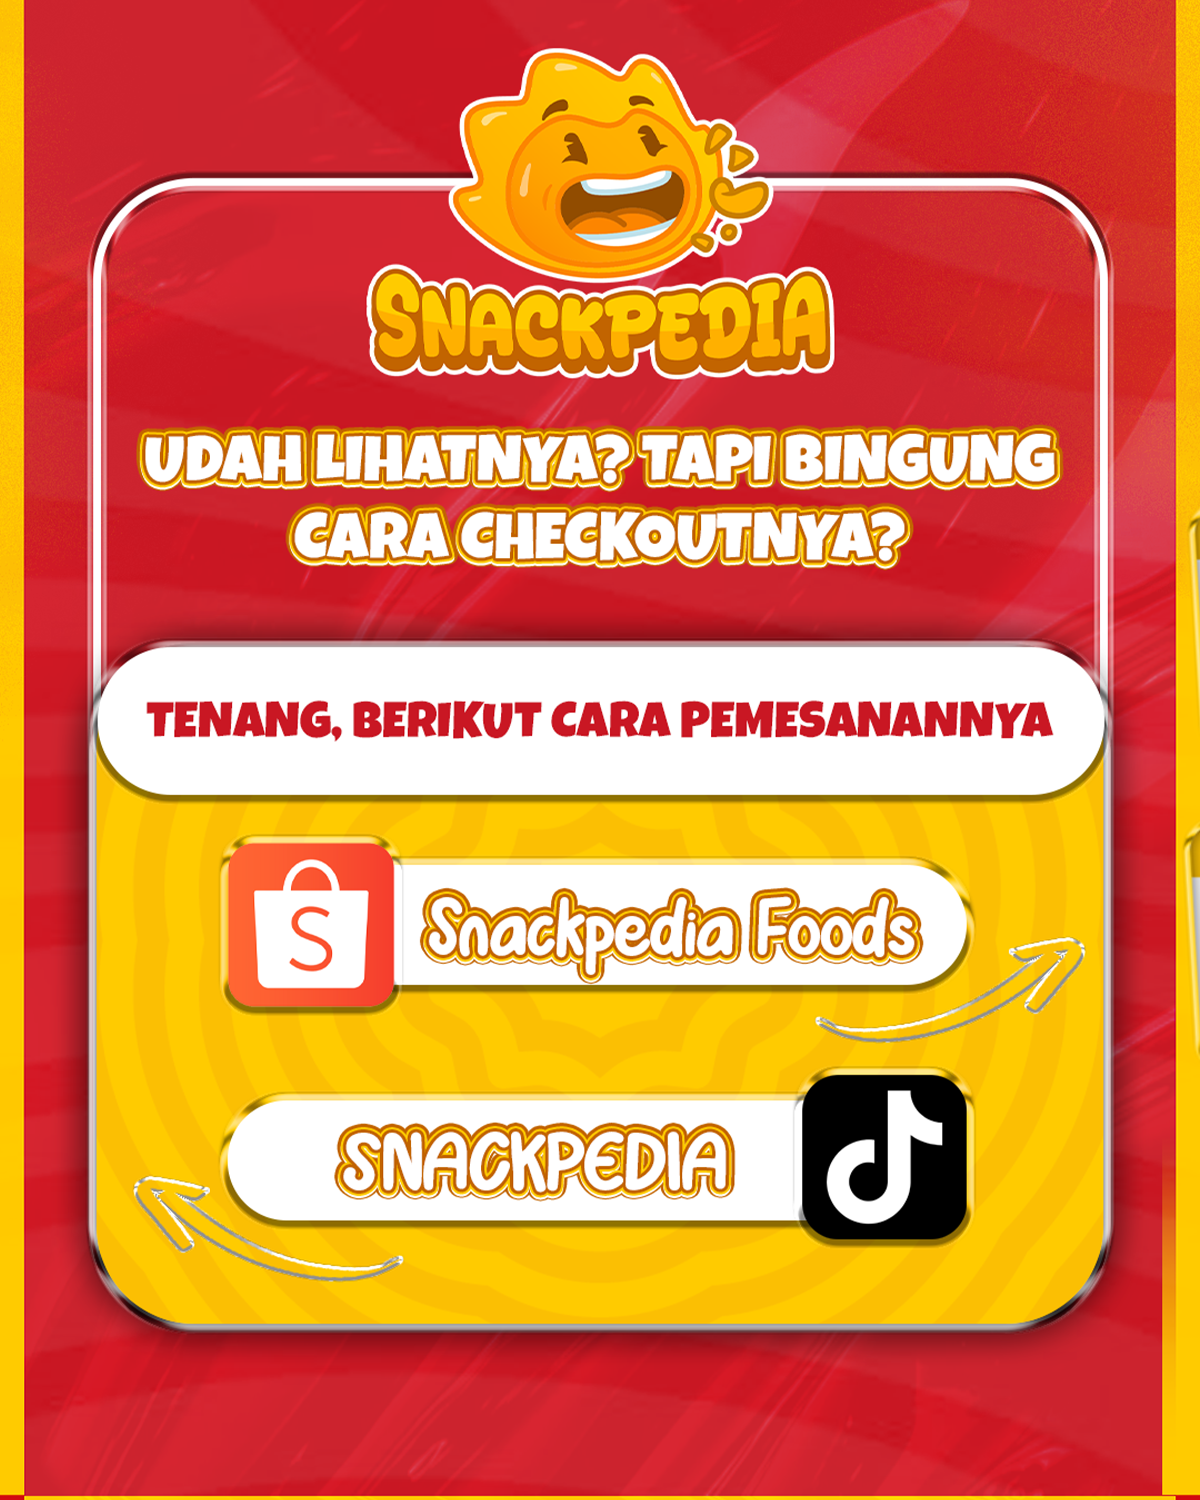 SNACKPEDIA
UDAH LIHATNYA? TAPI BINGUNG
CARA CHECKOUTNYA?
TENANG, BERIKUT CARA PEMESANANNYA
S
Snackpedia Foods
SNACKPEDIA